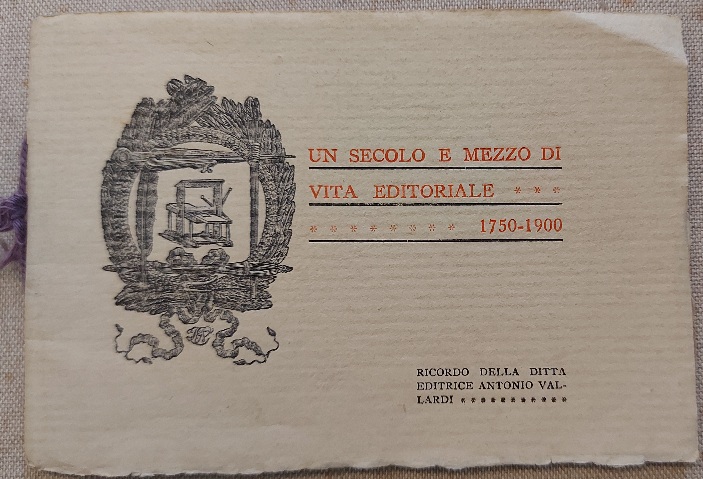 UN SECOLO E MEZZO DI
VITA EDITORIALE * * *
* * * * * * * * 1750-1900
RICORDO DELLA DITTA
EDITRICE ANTONIO VAL-
LARDI * * * * * * * * * * *